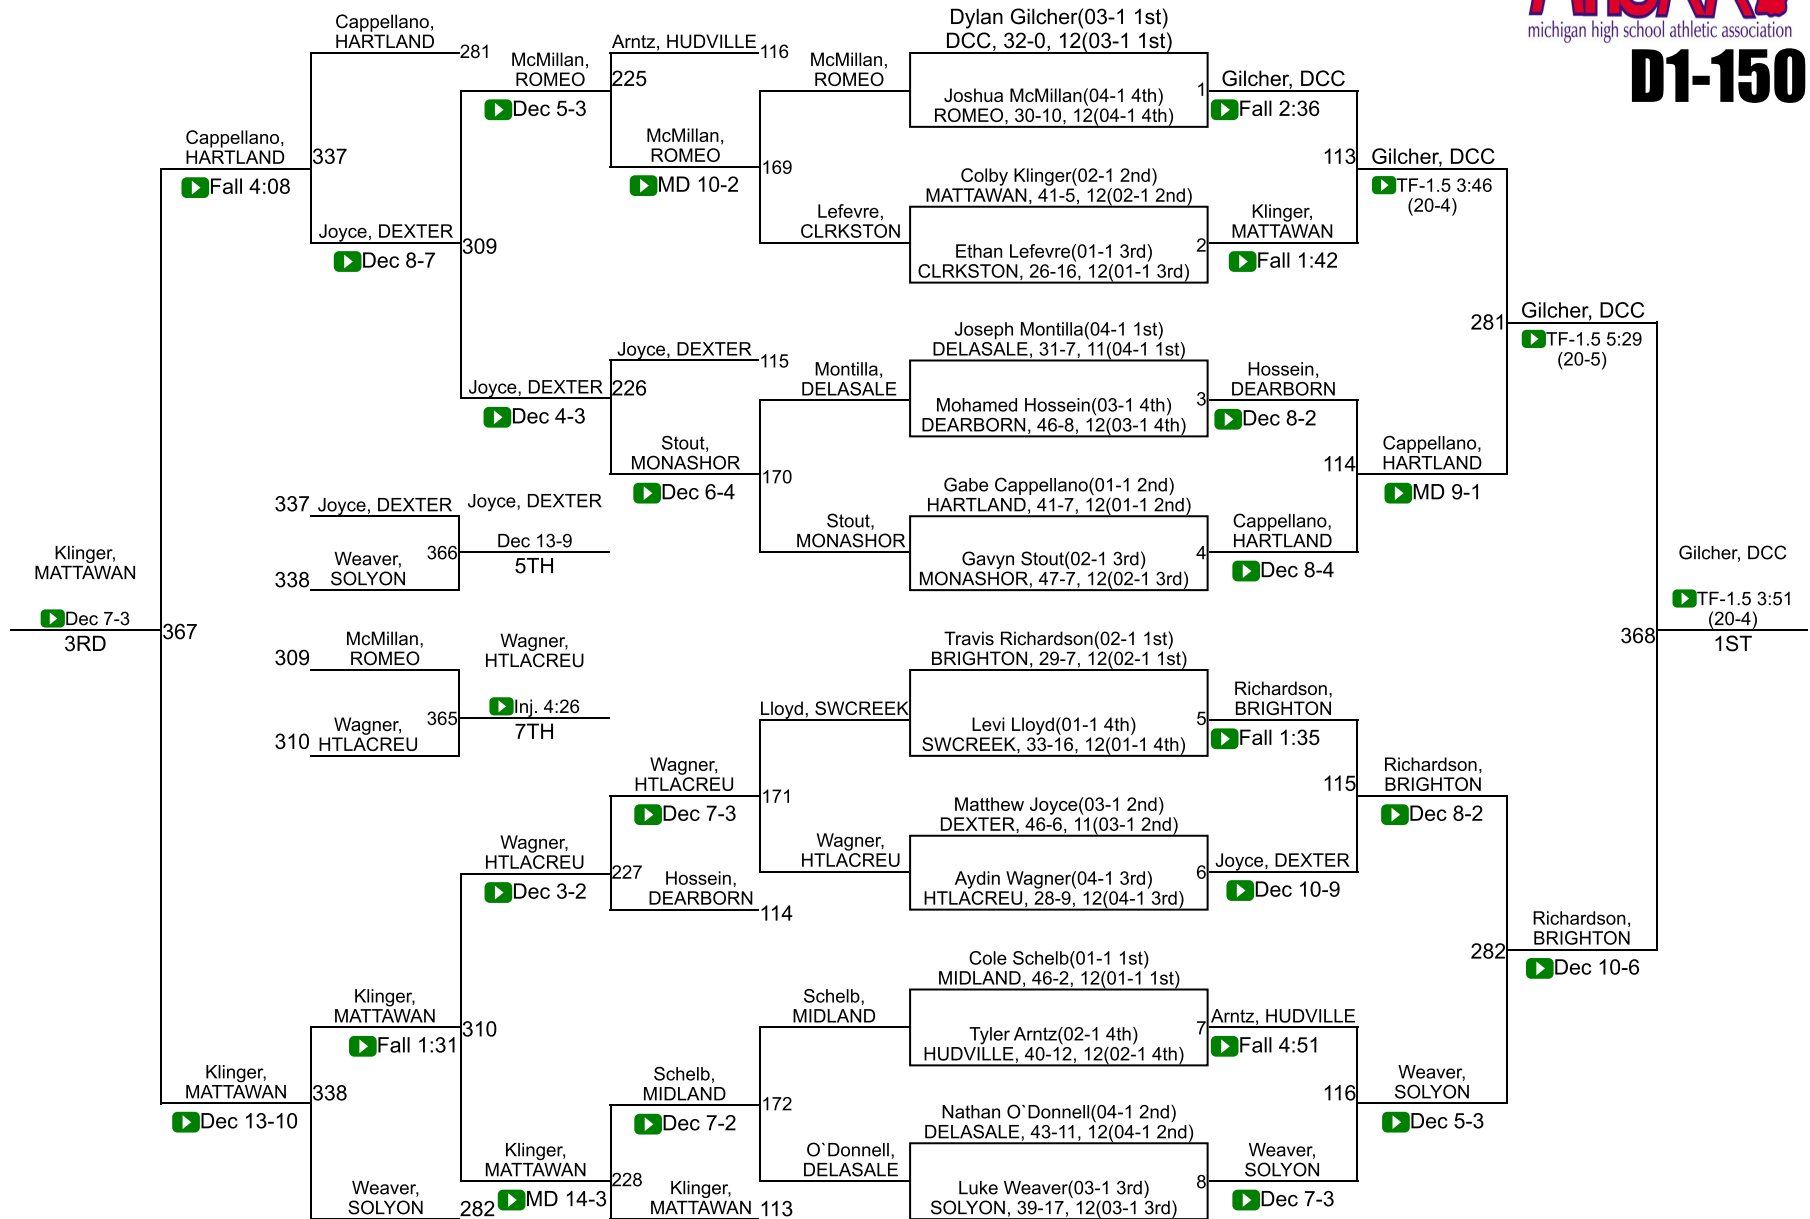 MHSAA
michigan high school athletic association
D1-150
Cappellano,
HARTLAND
281
McMillan,
ROMEO
Dec 5-3
Arntz, HUDVILLE
116
225
McMillan,
ROMEO
Dylan Gilcher(03-1 1st)
DCC, 32-0, 12(03-1 1st)
Joshua McMillan(04-1 4th)
ROMEO, 30-10, 12(04-1 4th)
1
Gilcher, DCC
Fall 2:36
Cappellano,
HARTLAND
Fall 4:08
337
McMillan,
ROMEO
MD 10-2
169
113
Gilcher, DCC
TF-1.5 3:46
(20-4)
Colby Klinger(02-1 2nd)
MATTAWAN, 41-5, 12(02-1 2nd)
Ethan Lefevre(01-1 3rd)
CLRKSTON, 26-16, 12(01-1 3rd)
Lefevre,
CLRKSTON
2
Klinger,
MATTAWAN
Fall 1:42
Joyce, DEXTER
Dec 8-7
309
281
Gilcher, DCC
TF-1.5 5:29
(20-5)
Joyce, DEXTER
115
Joyce, DEXTER
Dec 4-3
226
Montilla,
DELASALE
Joseph Montilla(04-1 1st)
DELASALE, 31-7, 11(04-1 1st)
Mohamed Hossein(03-1 4th)
DEARBORN, 46-8, 12(03-1 4th)
3
Hossein,
DEARBORN
Dec 8-2
Stout,
MONASHOR
Dec 6-4
170
114
Cappellano,
HARTLAND
MD 9-1
Stout,
MONASHOR
Gabe Cappellano(01-1 2nd)
HARTLAND, 41-7, 12(01-1 2nd)
Gavyn Stout(02-1 3rd)
MONASHOR, 47-7, 12(02-1 3rd)
4
Cappellano,
HARTLAND
Dec 8-4
337
Joyce, DEXTER
Joyce, DEXTER
338
Weaver,
SOLYON
366
Dec 13-9
5TH
Klinger,
MATTAWAN
Dec 7-3
3RD
367
Gilcher, DCC
TF-1.5 3:51
(20-4)
368
1ST
309
McMillan,
ROMEO
Wagner,
HTLACREU
310
Wagner,
HTLACREU
365
Inj. 4:26
7TH
Lloyd, SWCREEK
Travis Richardson(02-1 1st)
BRIGHTON, 29-7, 12(02-1 1st)
Levi Lloyd(01-1 4th)
SWCREEK, 33-16, 12(01-1 4th)
5
Richardson,
BRIGHTON
Fall 1:35
Wagner,
HTLACREU
Dec 7-3
171
115
Richardson,
BRIGHTON
Dec 8-2
Wagner,
HTLACREU
Dec 3-2
227
Hossein,
DEARBORN
114
Wagner,
HTLACREU
Matthew Joyce(03-1 2nd)
DEXTER, 46-6, 11(03-1 2nd)
Aydin Wagner(04-1 3rd)
HTLACREU, 28-9, 12(04-1 3rd)
6
Joyce, DEXTER
Dec 10-9
282
Richardson,
BRIGHTON
Dec 10-6
Klinger,
MATTAWAN
Fall 1:31
310
Schelb,
MIDLAND
Cole Schelb(01-1 1st)
MIDLAND, 46-2, 12(01-1 1st)
Tyler Arntz(02-1 4th)
HUDVILLE, 40-12, 12(02-1 4th)
7
Arntz, HUDVILLE
Fall 4:51
Klinger,
MATTAWAN
Dec 13-10
338
Schelb,
MIDLAND
Dec 7-2
172
116
Weaver,
SOLYON
Dec 5-3
Klinger,
MATTAWAN
MD 14-3
228
O`Donnell,
DELASALE
Nathan O`Donnell(04-1 2nd)
DELASALE, 43-11, 12(04-1 2nd)
Luke Weaver(03-1 3rd)
SOLYON, 39-17, 12(03-1 3rd)
8
Weaver,
SOLYON
Dec 7-3
Weaver,
SOLYON
282
Klinger,
MATTAWAN
113